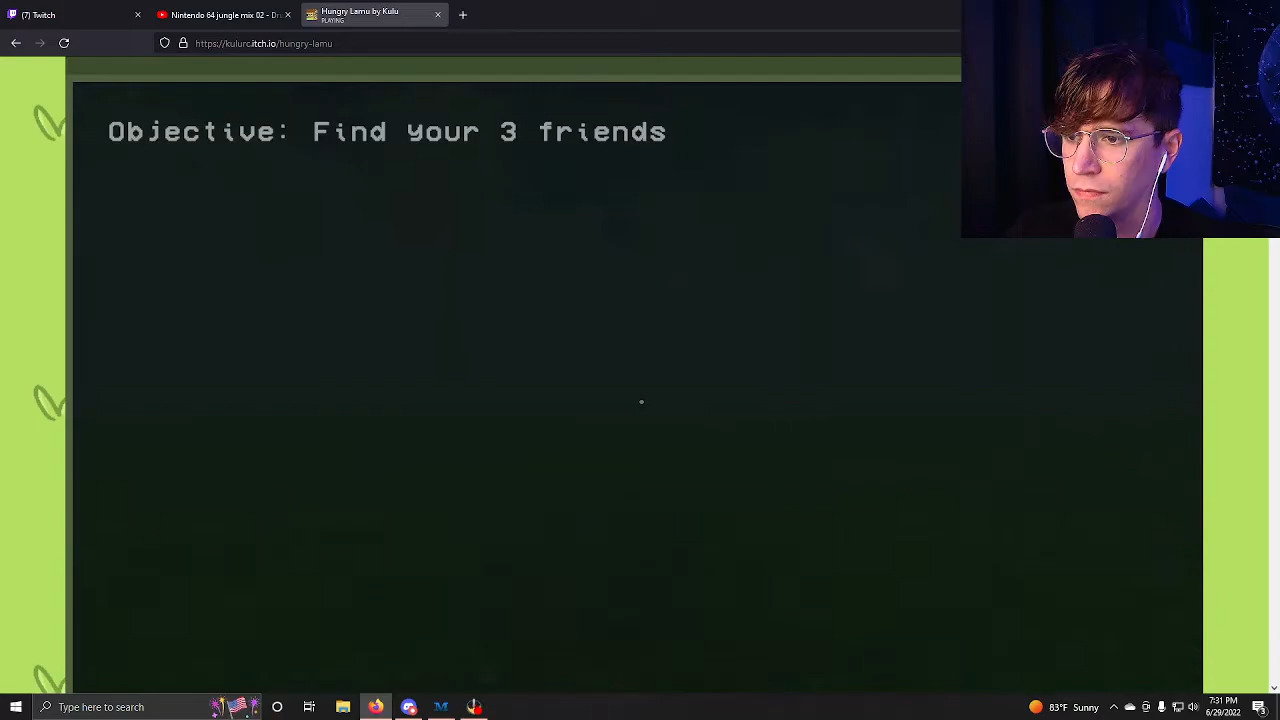 (7) Twitch
Nintendo 64 jungle mix 02 - Dr
Hungry Lamu by Kulu
PLAYING
https://kulurc.itch.io/hungry-lamu
Objective: Find your 3 friends
Type here to search
83°F Sunny
7:31 PM
6/29/2022